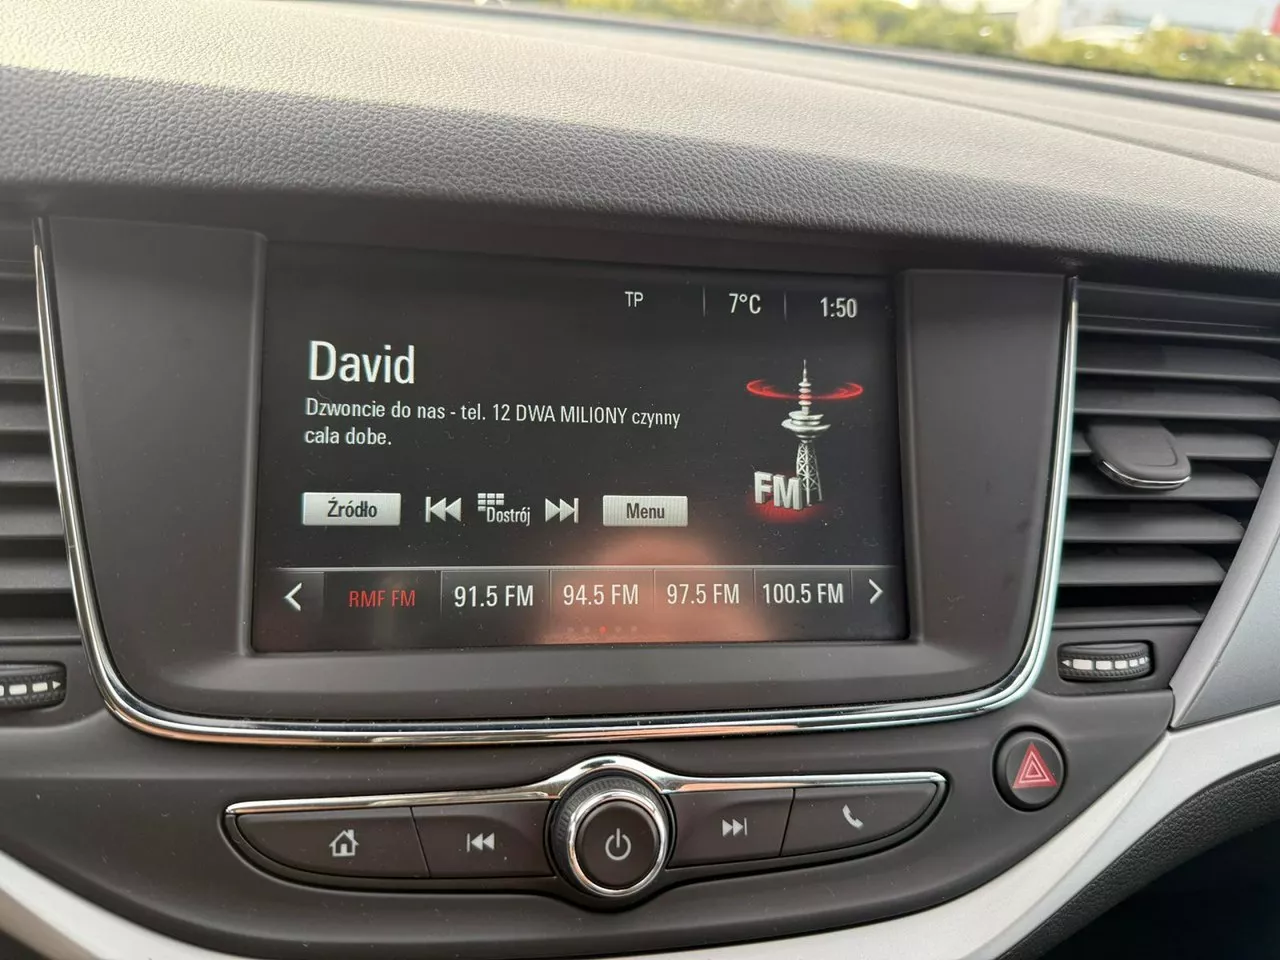 TP 7°C 1:50
David
Dzwoncie do nas - tel. 12 DWA MILIONY czynny
cala dobe.
FM
Źródło Dostrój Menu
RMF FM 91.5 FM 94.5 FM 97.5 FM 100.5 FM